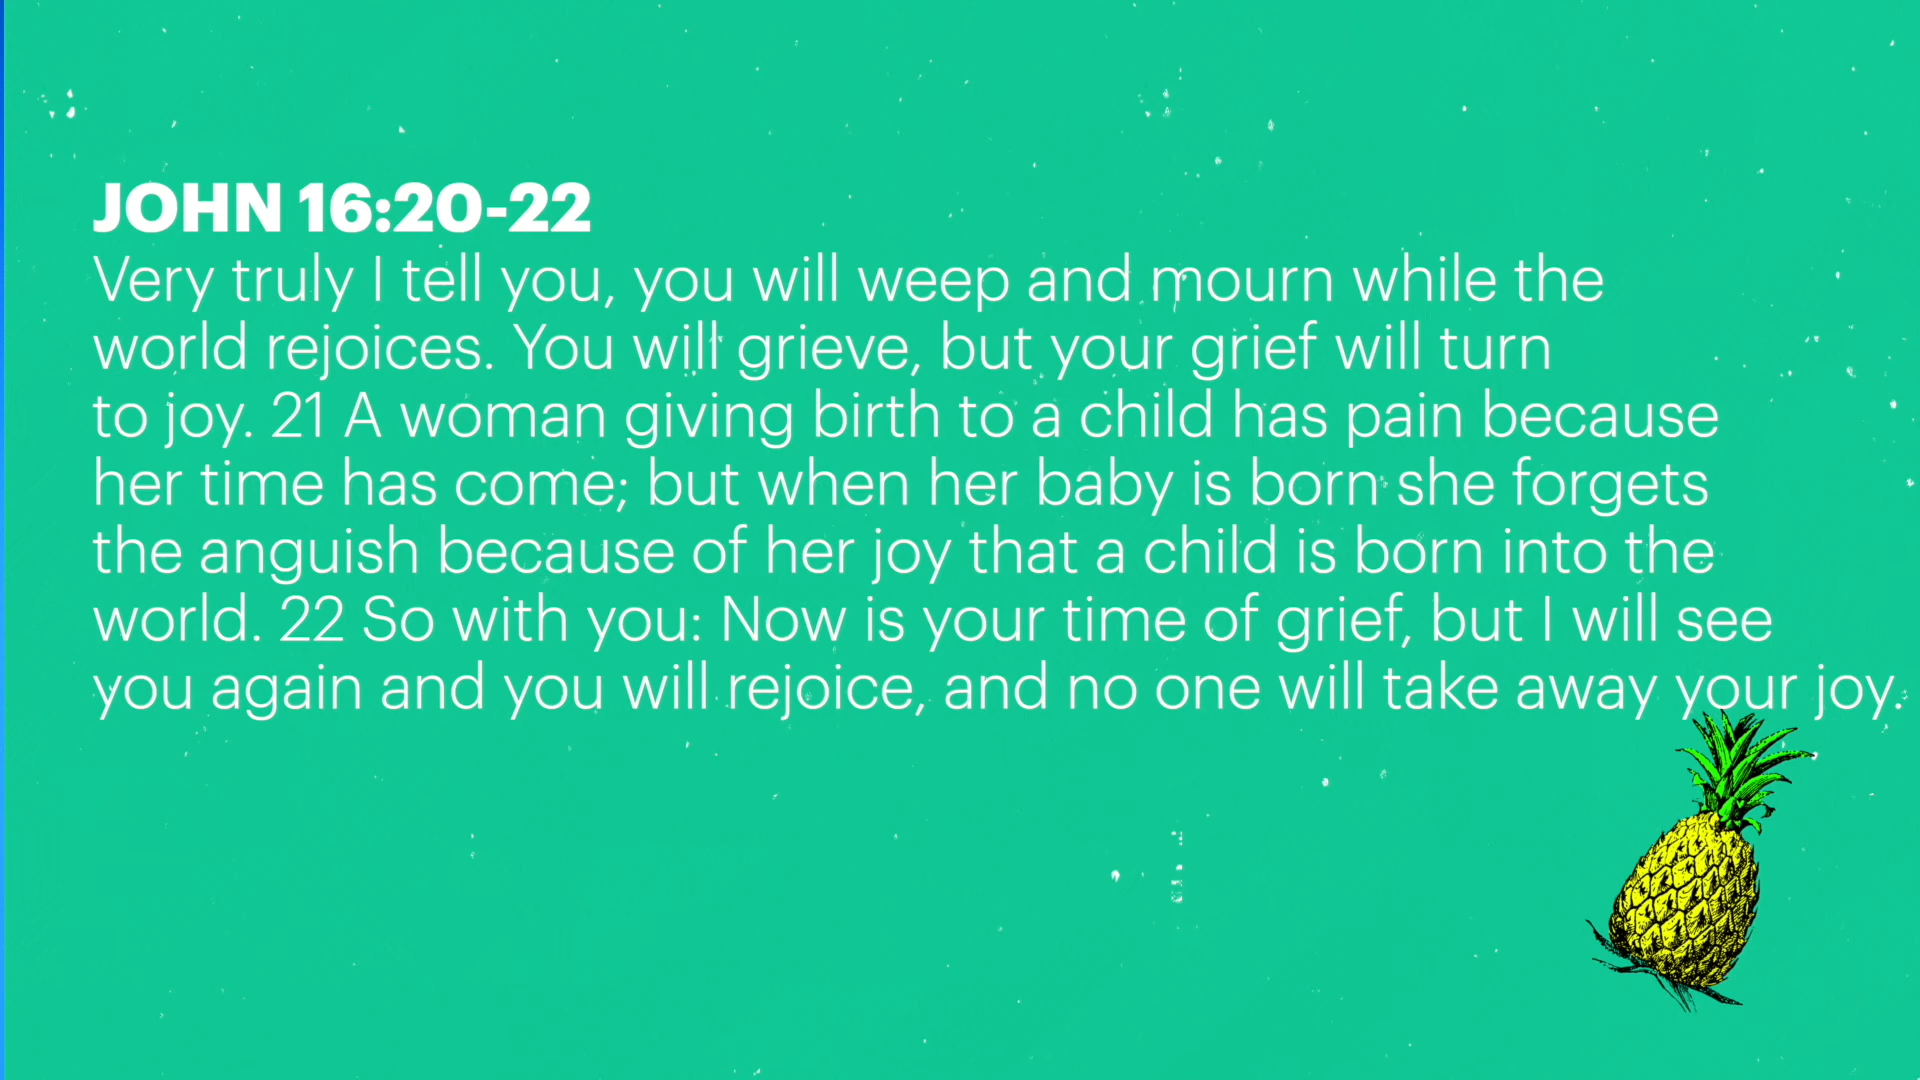 JOHN 16:20-22
Very truly I tell you, you will weep and mourn while the
world rejoices. You will grieve, but your grief will turn
to joy. 21 A woman giving birth to a child has pain because
her time has come; but when her baby is born she forgets
the anguish because of her joy that a child is born into the
world. 22 So with you: Now is your time of grief, but I will see
you again and you will rejoice, and no one will take away your joy.